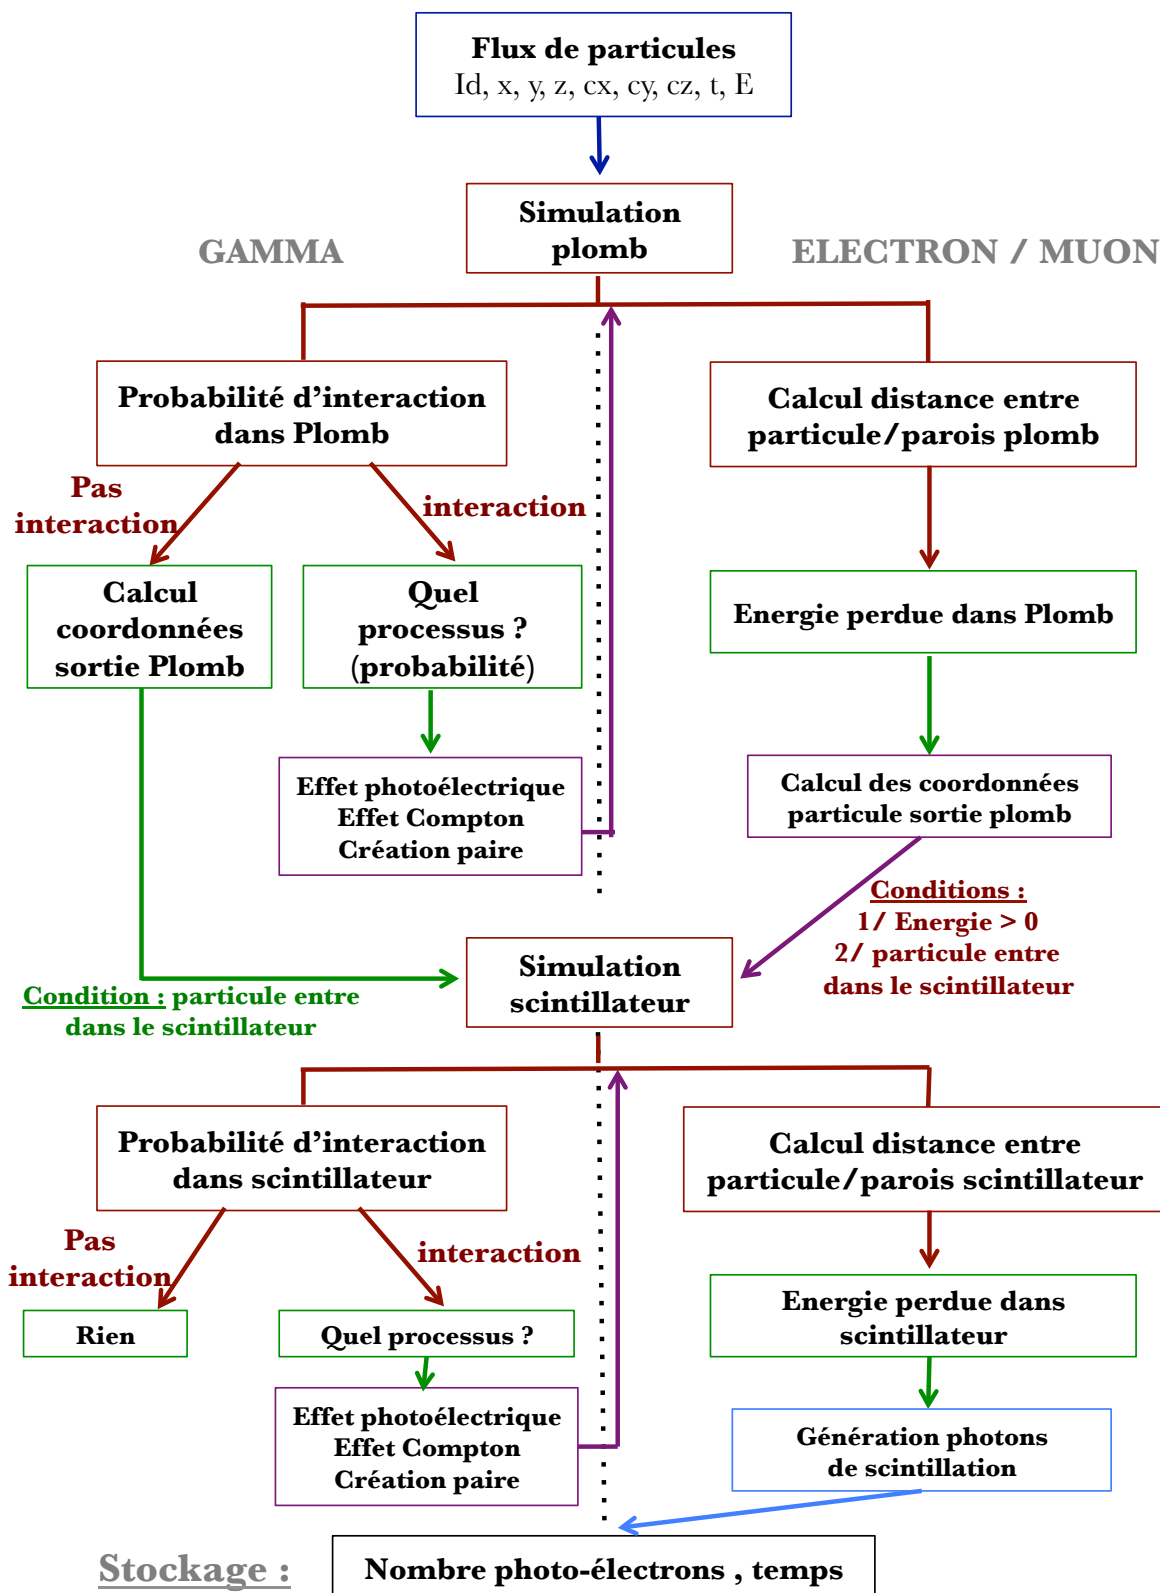 Flux de particules
Id, x, y, z, cx, cy, cz, t, E
Simulation
plomb
GAMMA
ELECTRON / MUON
Probabilité d'interaction
dans Plomb
Calcul distance entre
particule/parois plomb
Pas
interaction
interaction
Calcul
coordonnées
sortie Plomb
Quel
processus ?
(probabilité)
Energie perdue dans Plomb
Effet photoélectrique
Effet Compton
Création paire
Calcul des coordonnées
particule sortie plomb
Conditions :
1/ Energie > 0
2/ particule entre
dans le scintillateur
Simulation
scintillateur
Condition : particule entre
dans le scintillateur
Probabilité d'interaction
dans scintillateur
Calcul distance entre
particule/parois scintillateur
Pas
interaction
interaction
Rien
Quel processus ?
Energie perdue dans
scintillateur
Effet photoélectrique
Effet Compton
Création paire
Génération photons
de scintillation
Stockage :
Nombre photo-électrons , temps